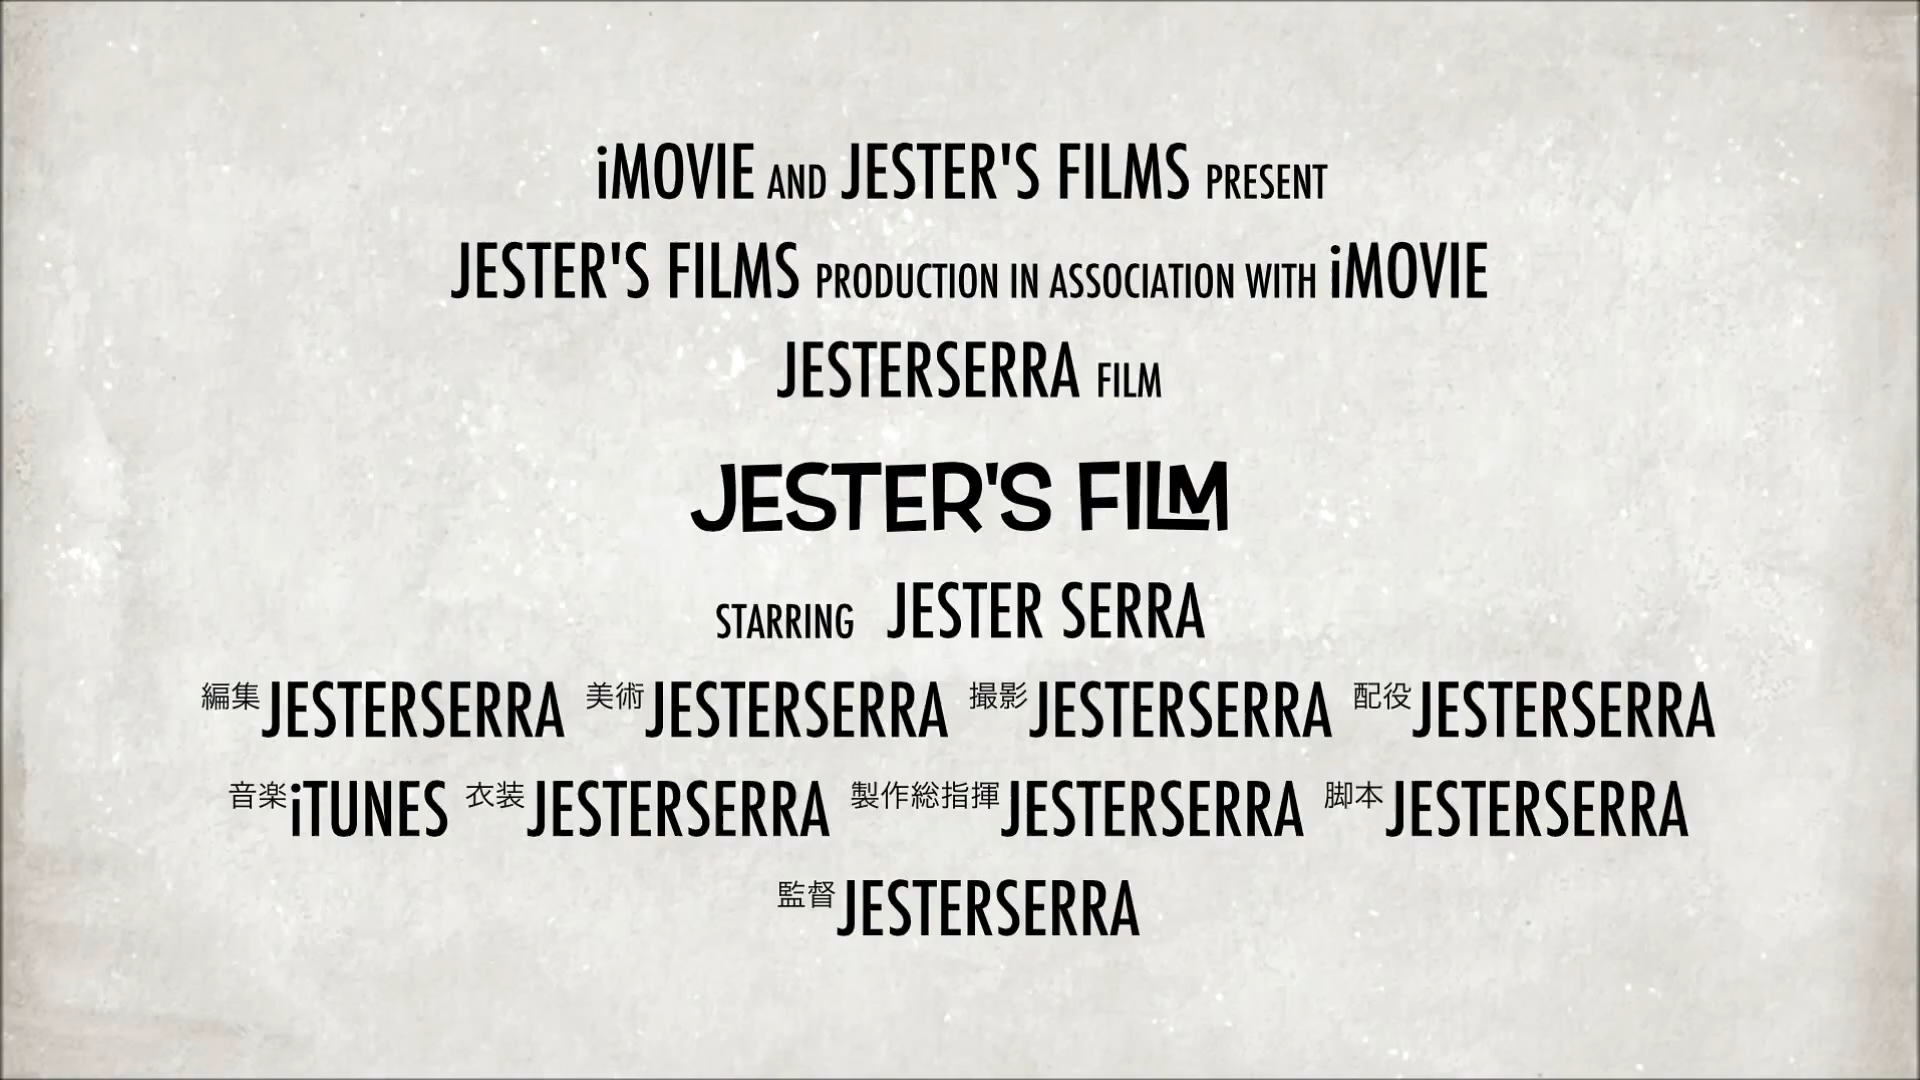 iMOVIE AND JESTER'S FILMS PRESENT
JESTER'S FILMS PRODUCTION IN ASSOCIATION WITH iMOVIE
JESTERSERRA FILM
JESTER'S FILM
STARRING JESTER SERRA
編集JESTERSERRA 美術JESTERSERRA 撮影JESTERSERRA 配役JESTERSERRA
音楽iTUNES 衣装JESTERSERRA 製作総指揮JESTERSERRA 脚本JESTERSERRA
監督JESTERSERRA